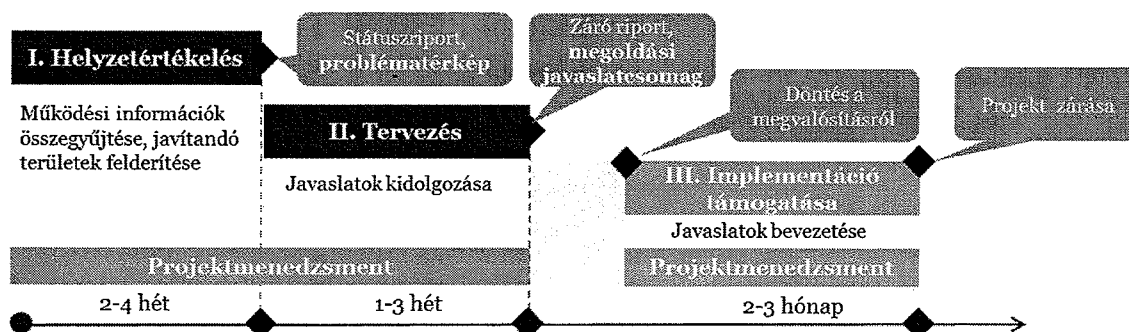 I. Helyzetértékelés
Státuszriport,
problématérkép
Záró riport,
megoldási
javaslatcsomag
Működési információk
összegyűjtése, javítandó
területek felderítése
II. Tervezés
Javaslatok kidolgozása
Döntés a
megvalósításról
Projekt zárása
III. Implementáció
támogatása
Javaslatok bevezetése
Projektmenedzsment
Projektmenedzsment
2-4 hét
1-3 hét
2-3 hónap